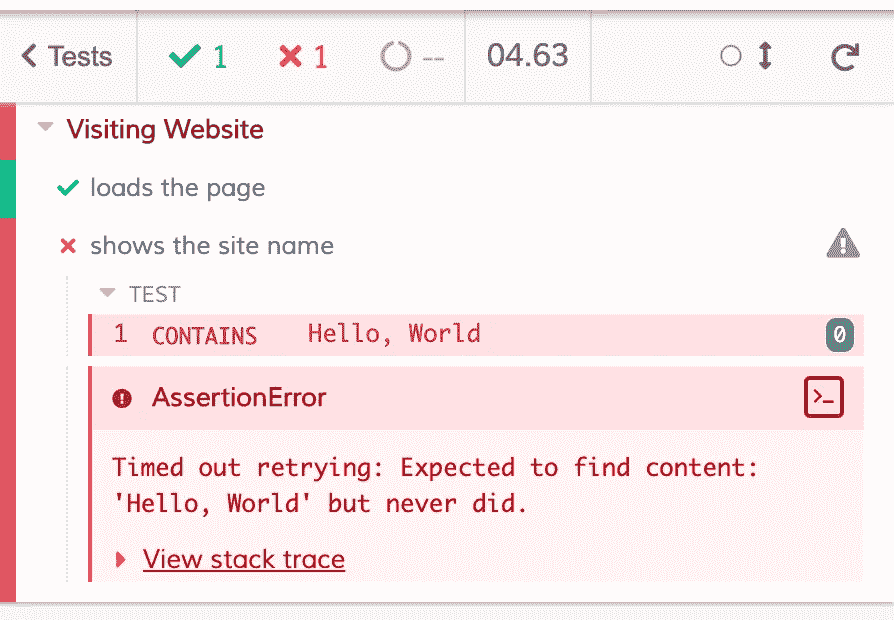 Tests 1 1 -- 04.63
Visiting Website
loads the page
shows the site name
TEST
1 CONTAINS Hello, World 0
AssertionError
Timed out retrying: Expected to find content:
'Hello, World' but never did.
View stack trace